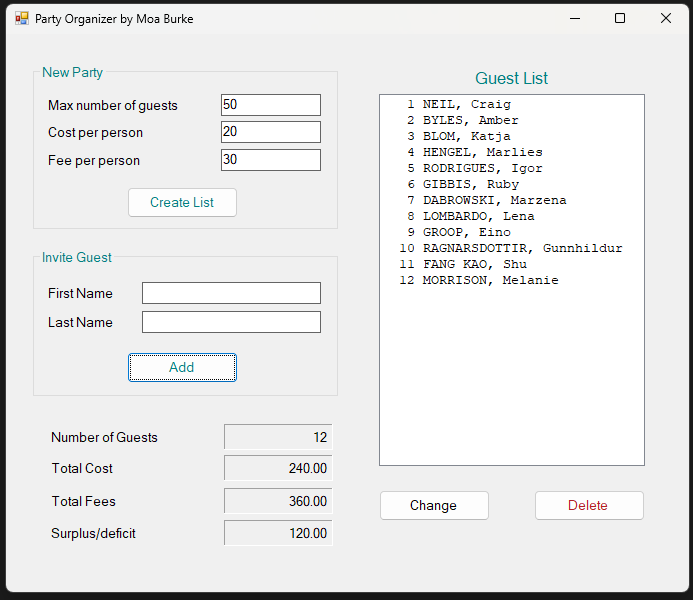 Party Organizer by Moa Burke
New Party
Max number of guests 50
Cost per person 20
Fee per person 30
Create List
Invite Guest
First Name
Last Name
Add
Number of Guests 12
Total Cost 240.00
Total Fees 360.00
Surplus/deficit 120.00
Guest List
1 NEIL, Craig
2 BYLES, Amber
3 BLOM, Katja
4 HENGEL, Marlies
5 RODRIGUES, Igor
6 GIBBIS, Ruby
7 DABROWSKI, Marzena
8 LOMBARDO, Lena
9 GROOP, Eino
10 RAGNARSDOTTIR, Gunnhildur
11 FANG KAO, Shu
12 MORRISON, Melanie
Change Delete